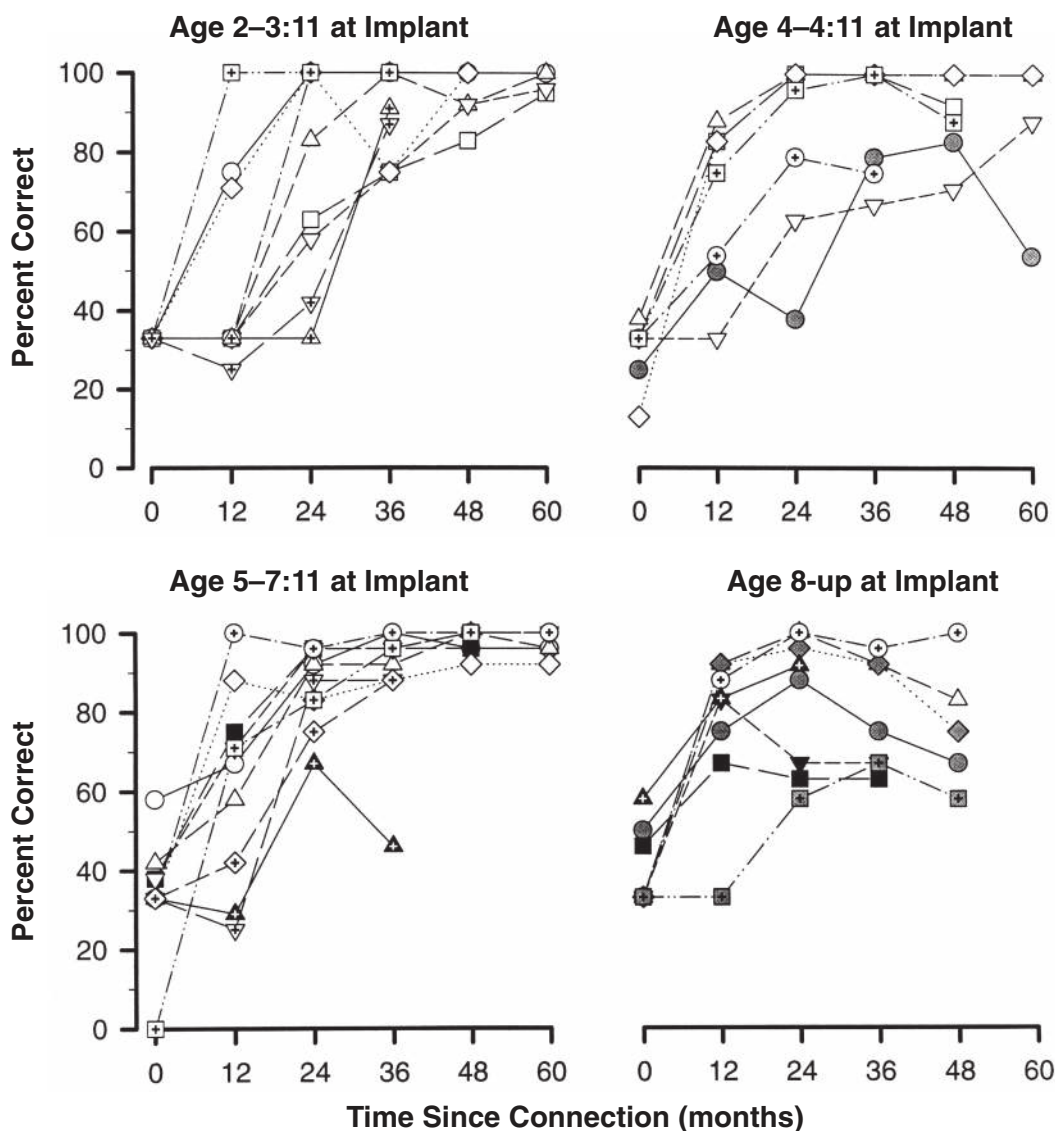 Age 2–3:11 at Implant
Age 4–4:11 at Implant
Percent Correct
100
80
60
40
20
0
0 12 24 36 48 60
0 12 24 36 48 60
Age 5–7:11 at Implant
Age 8-up at Implant
Percent Correct
100
80
60
40
20
0
0 12 24 36 48 60
0 12 24 36 48 60
Time Since Connection (months)